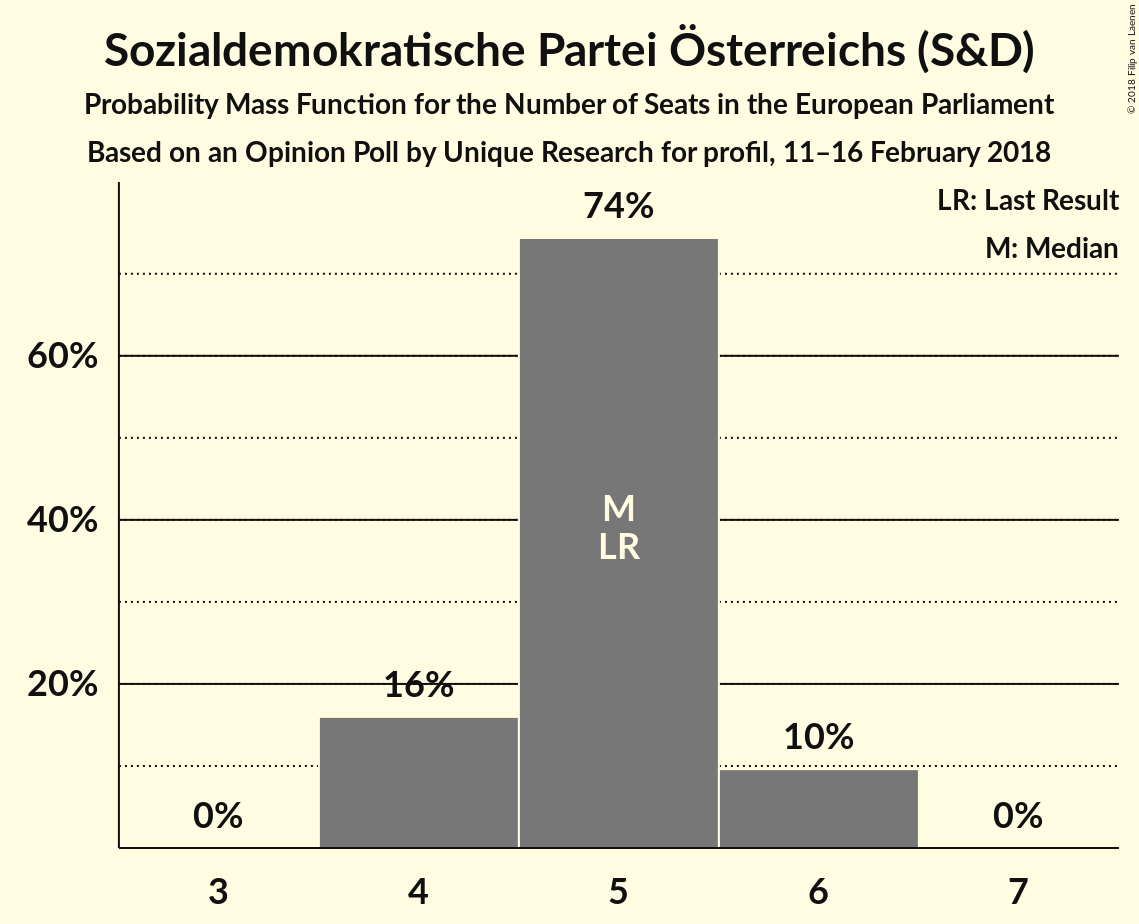 Sozialdemokratische Partei Österreichs (S&D)
Probability Mass Function for the Number of Seats in the European Parliament
Based on an Opinion Poll by Unique Research for profil, 11–16 February 2018
© 2018 Filip van Laenen
LR: Last Result
M: Median
74%
60%
M
40%
LR
20%
16%
10%
0%
0%
3
4
5
6
7